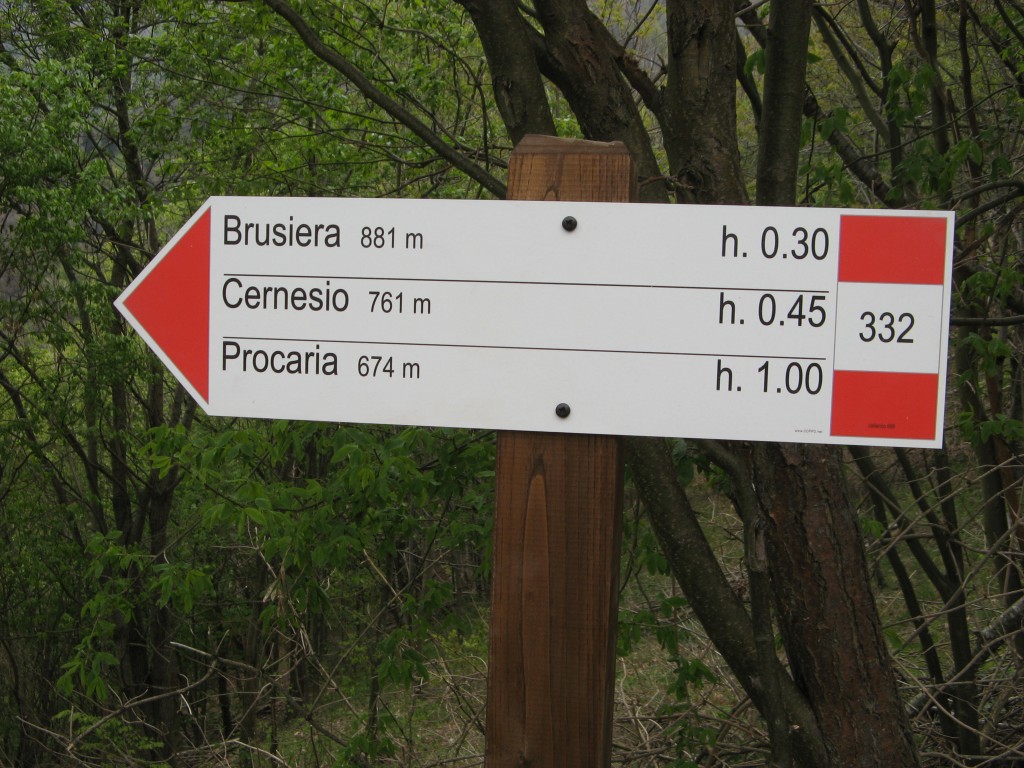 Brusiera 881 m h. 0.30
Cernesio 761 m h. 0.45
332
Procaria 674 m h. 1.00